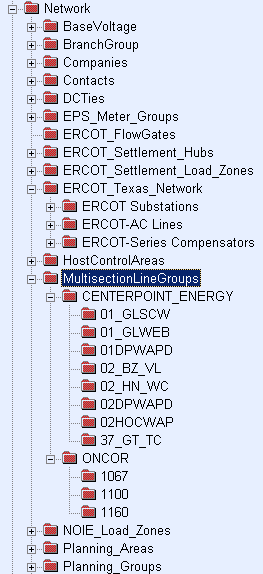 Network
BaseVoltage
BranchGroup
Companies
Contacts
DCTies
EPS_Meter_Groups
ERCOT_FlowGates
ERCOT_Settlement_Hubs
ERCOT_Settlement_Load_Zones
ERCOT_Texas_Network
ERCOT Substations
ERCOT-AC Lines
ERCOT-Series Compensators
HostControlAreas
MultisectionLineGroups
CENTERPOINT_ENERGY
01_GLSCW
01_GLWEB
01DPWAPD
02_BZ_VL
02_HN_WC
02DPWAPD
02HOCWAP
37_GT_TC
ONCOR
1067
1100
1160
NOIE_Load_Zones
Planning_Areas
Planning_Groups